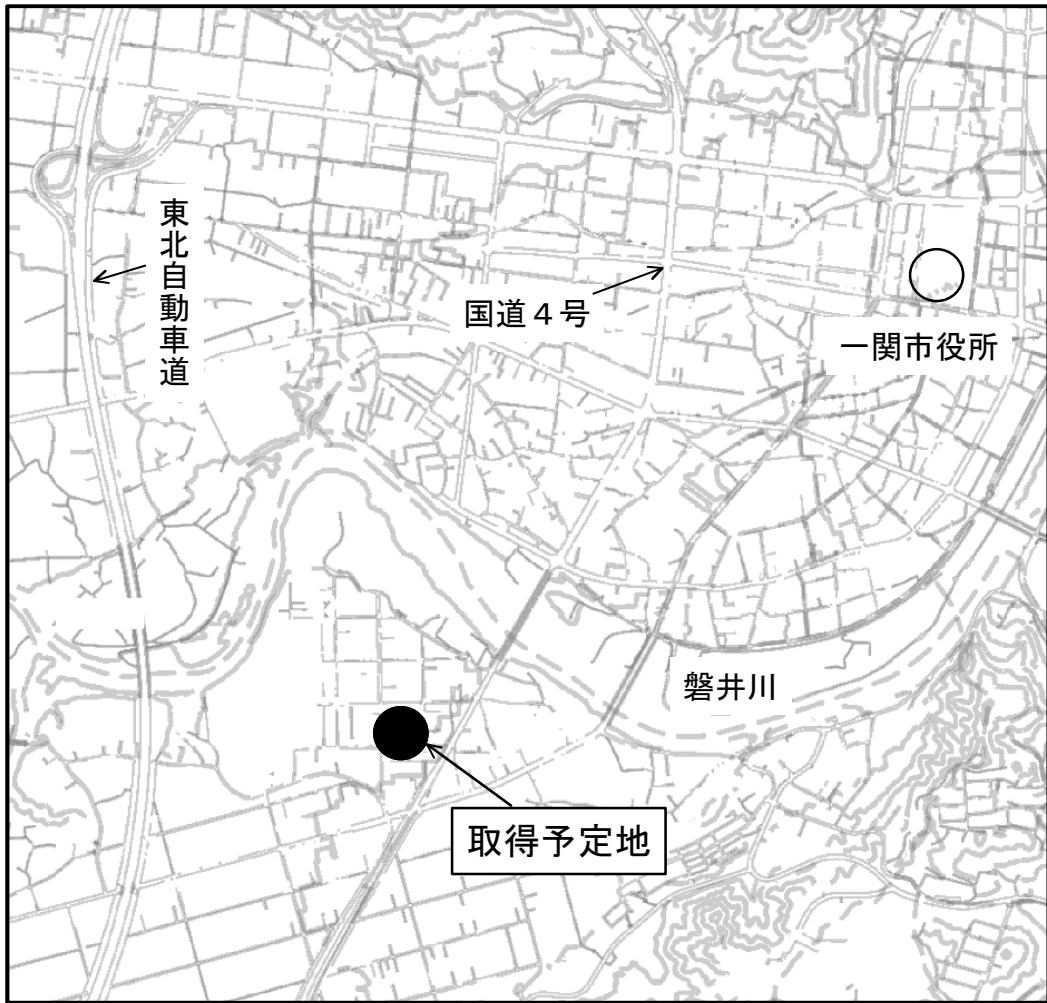 東北自動車道
国道４号
一関市役所
磐井川
取得予定地